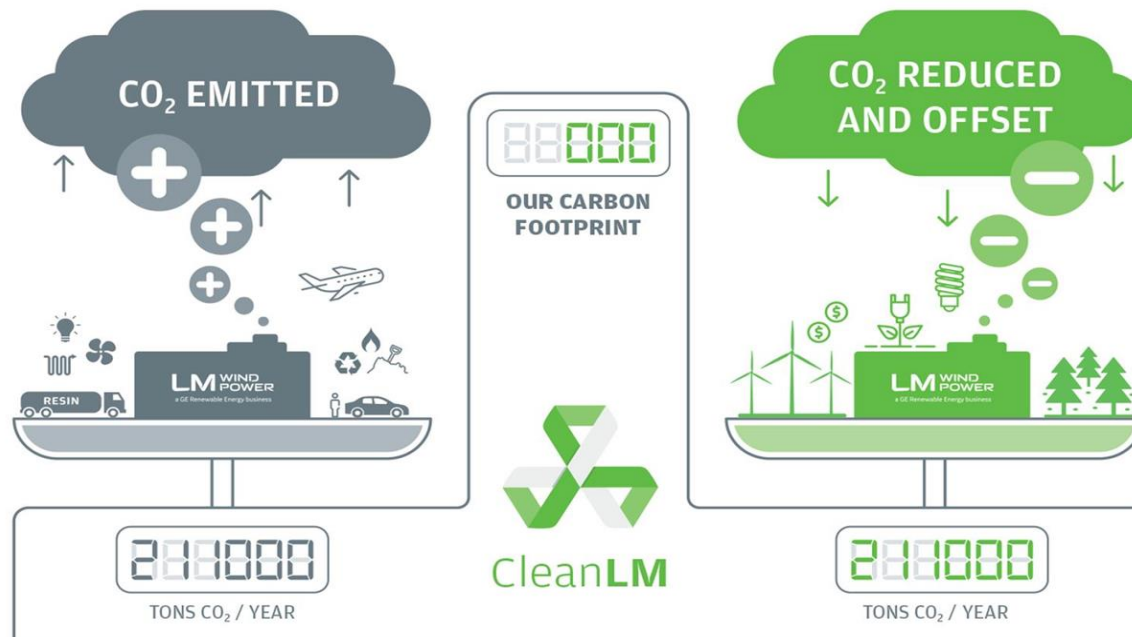 CO₂ EMITTED
CO₂ REDUCED
AND OFFSET
000
OUR CARBON
FOOTPRINT
RESIN
LM WIND
POWER
a GE Renewable Energy business
$
$
LM WIND
POWER
a GE Renewable Energy business
CleanLM
211000
TONS CO₂ / YEAR
211000
TONS CO₂ / YEAR